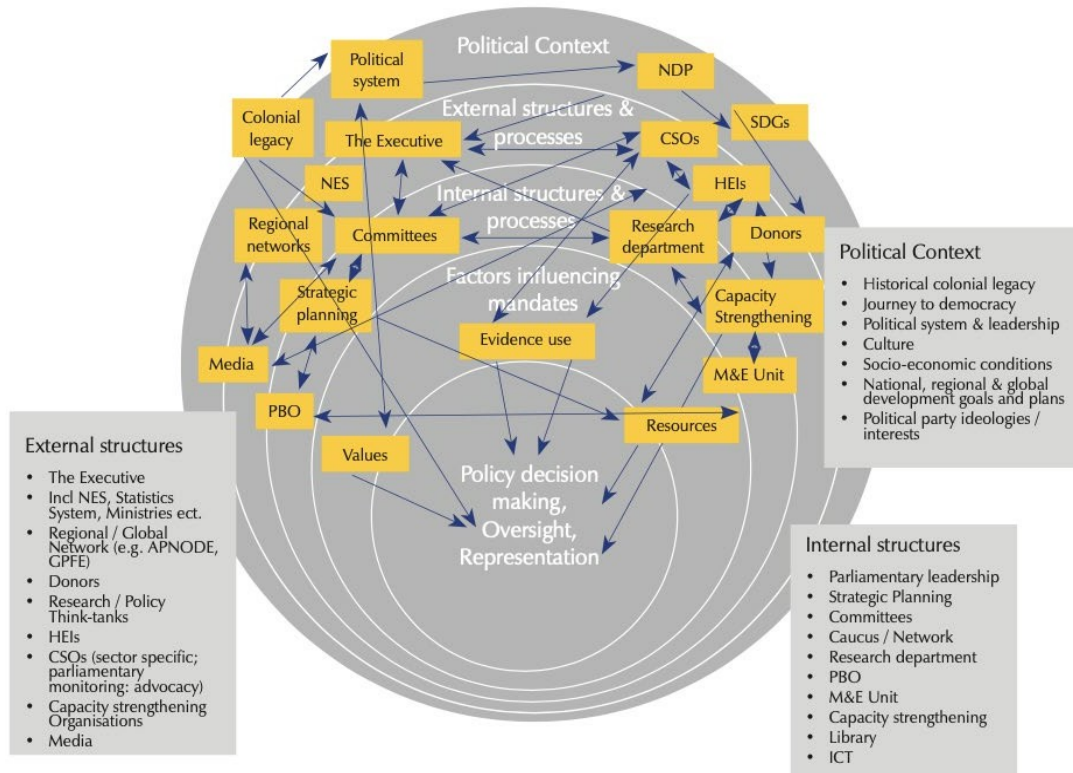 Political Context
Political
system
NDP
Colonial
legacy
External structures &
processes
SDGs
The Executive
CSOs
NES
HEIs
Internal structures &
processes
Regional
networks
Committees
Research
department
Donors
Factors influencing
mandates
Strategic
planning
Capacity
Strengthening
Evidence use
Media
M&E Unit
PBO
Resources
Values
Policy decision
making,
Oversight,
Representation
Political Context
• Historical colonial legacy
• Journey to democracy
• Political system & leadership
• Culture
• Socio-economic conditions
• National, regional & global
development goals and plans
• Political party ideologies /
interests
External structures
• The Executive
• Incl NES, Statistics
System, Ministries ect.
• Regional / Global
Network (e.g. APNODE,
GPFE)
• Donors
• Research / Policy
Think-tanks
• HEIs
• CSOs (sector specific;
parliamentary
monitoring: advocacy)
• Capacity strengthening
Organisations
• Media
Internal structures
• Parliamentary leadership
• Strategic Planning
• Committees
• Caucus / Network
• Research department
• PBO
• M&E Unit
• Capacity strengthening
• Library
• ICT